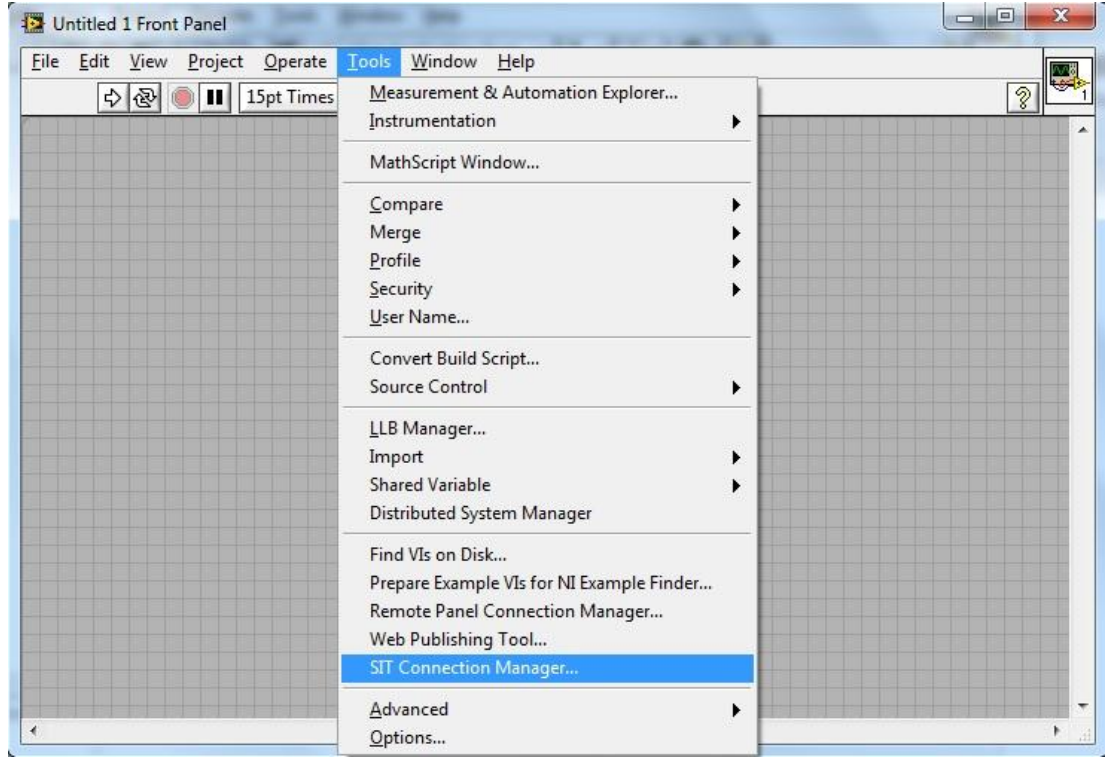 Untitled 1 Front Panel
File Edit View Project Operate Tools Window Help
15pt Times
1
Measurement & Automation Explorer...
Instrumentation
MathScript Window...
Compare
Merge
Profile
Security
User Name...
Convert Build Script...
Source Control
LLB Manager...
Import
Shared Variable
Distributed System Manager
Find VIs on Disk...
Prepare Example VIs for NI Example Finder...
Remote Panel Connection Manager...
Web Publishing Tool...
SIT Connection Manager...
Advanced
Options...